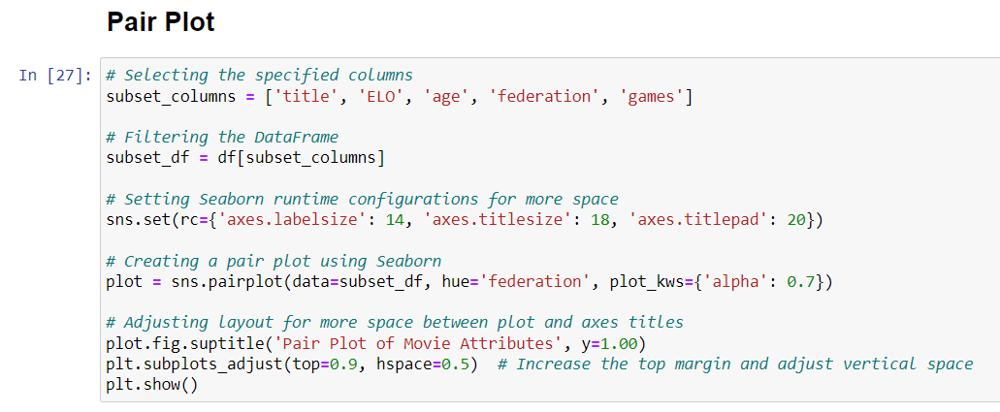 Pair Plot
In [27]: # Selecting the specified columns
subset_columns = ['title', 'ELO', 'age', 'federation', 'games']
# Filtering the DataFrame
subset_df = df[subset_columns]
# Setting Seaborn runtime configurations for more space
sns.set(rc={'axes.labelsize': 14, 'axes.titlesize': 18, 'axes.titlepad': 20})
# Creating a pair plot using Seaborn
plot = sns.pairplot(data=subset_df, hue='federation', plot_kws={'alpha': 0.7})
# Adjusting layout for more space between plot and axes titles
plot.fig.suptitle('Pair Plot of Movie Attributes', y=1.00)
plt.subplots_adjust(top=0.9, hspace=0.5)  # Increase the top margin and adjust vertical space
plt.show()